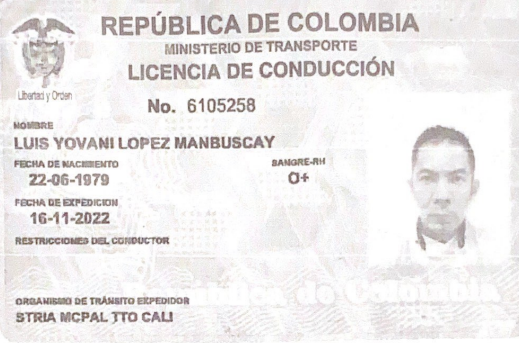 REPÚBLICA DE COLOMBIA
MINISTERIO DE TRANSPORTE
LICENCIA DE CONDUCCIÓN
Libertad y Orden
No. 6105258
NOMBRE
LUIS YOVANI LOPEZ MANBUSCAY
FECHA DE NACIMIENTO
SANGRE-RH
22-06-1979
O+
FECHA DE EXPEDICION
16-11-2022
RESTRICCIONES DEL CONDUCTOR
República de Colombia
ORGANISMO DE TRÁNSITO EXPEDIDOR
STRIA MCPAL TTO CALI